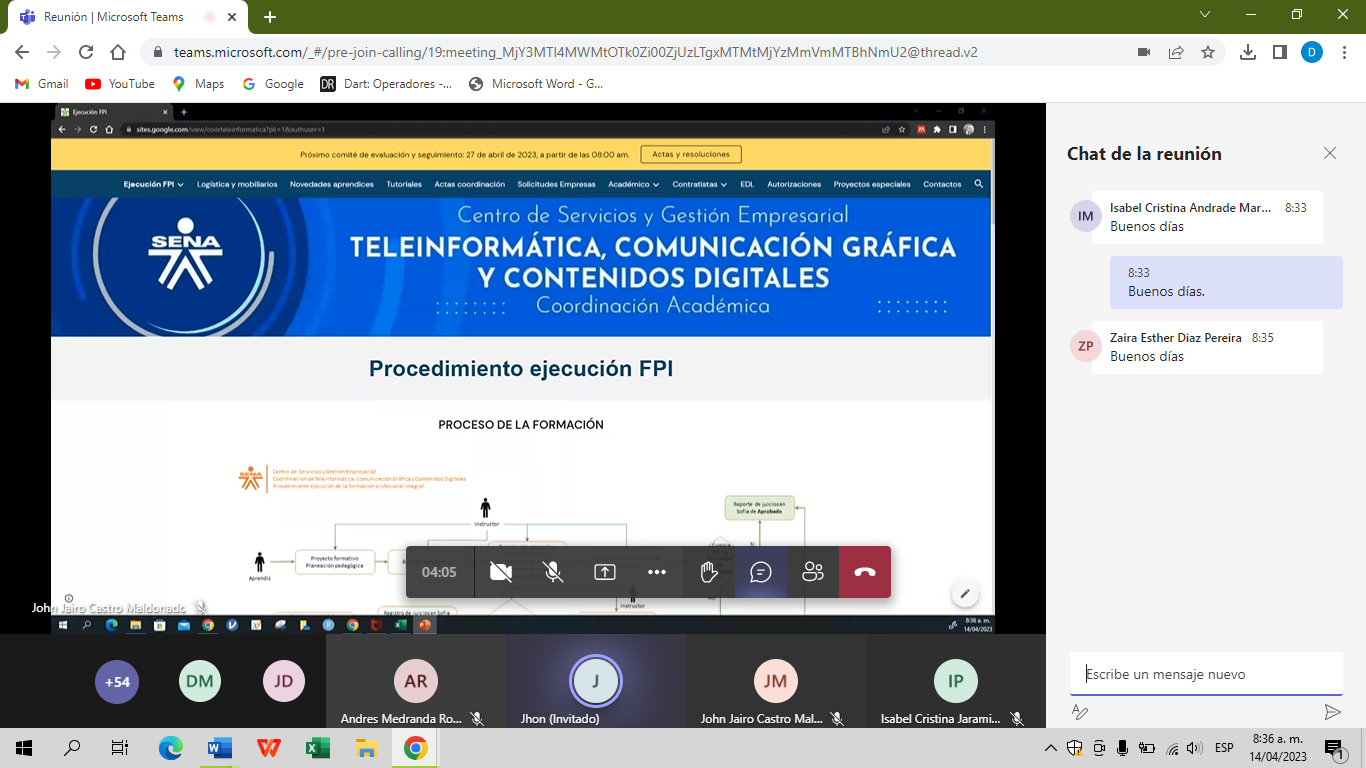 Reunión | Microsoft Teams
teams.microsoft.com/_#/pre-join-calling/19:meeting_MjY3MTI4MWMtOTk0Zi00ZjUzLTgxMTMtMjYzMmVmMTBhNmU2@thread.v2
D
Gmail YouTube Maps Google Dart: Operadores -... Microsoft Word - G...
Ejecución FPI
sites.google.com/view/coorteleinformatica?pli=1&authuser=1
Próximo comité de evaluación y seguimiento: 27 de abril de 2023, a partir de las 08:00 am. Actas y resoluciones
Ejecución FPI Logística y mobiliarios Novedades aprendices Tutoriales Actas coordinación Solicitudes Empresas Académico Contratistas EDL Autorizaciones Proyectos especiales Contactos
SENA
Centro de Servicios y Gestión Empresarial
TELEINFORMÁTICA, COMUNICACIÓN GRÁFICA
Y CONTENIDOS DIGITALES
Coordinación Académica
Procedimiento ejecución FPI
PROCESO DE LA FORMACIÓN
SENA
Centro de Servicios y Gestión Empresarial
Coordinación de Teleinformática, Comunicación Gráfica y Contenidos Digitales
Procedimiento ejecución de la formación profesional integral
Instructor
Reporte de juicios en
Sofia de Aprobado
Proyecto formativo
Planeación pedagógica
Aprendiz
Instructor
Registro de juicios en Sofia
04:05
John Jairo Castro Maldonado
8:36 a. m.
14/04/2023
+54
DM
JD
AR
Andres Medranda Ro...
J
Jhon (Invitado)
JM
John Jairo Castro Mal...
IP
Isabel Cristina Jarami...
Chat de la reunión
IM
Isabel Cristina Andrade Mar... 8:33
Buenos días
8:33
Buenos días.
ZP
Zaira Esther Diaz Pereira 8:35
Buenos días
Escribe un mensaje nuevo
ESP
8:36 a. m.
14/04/2023
1